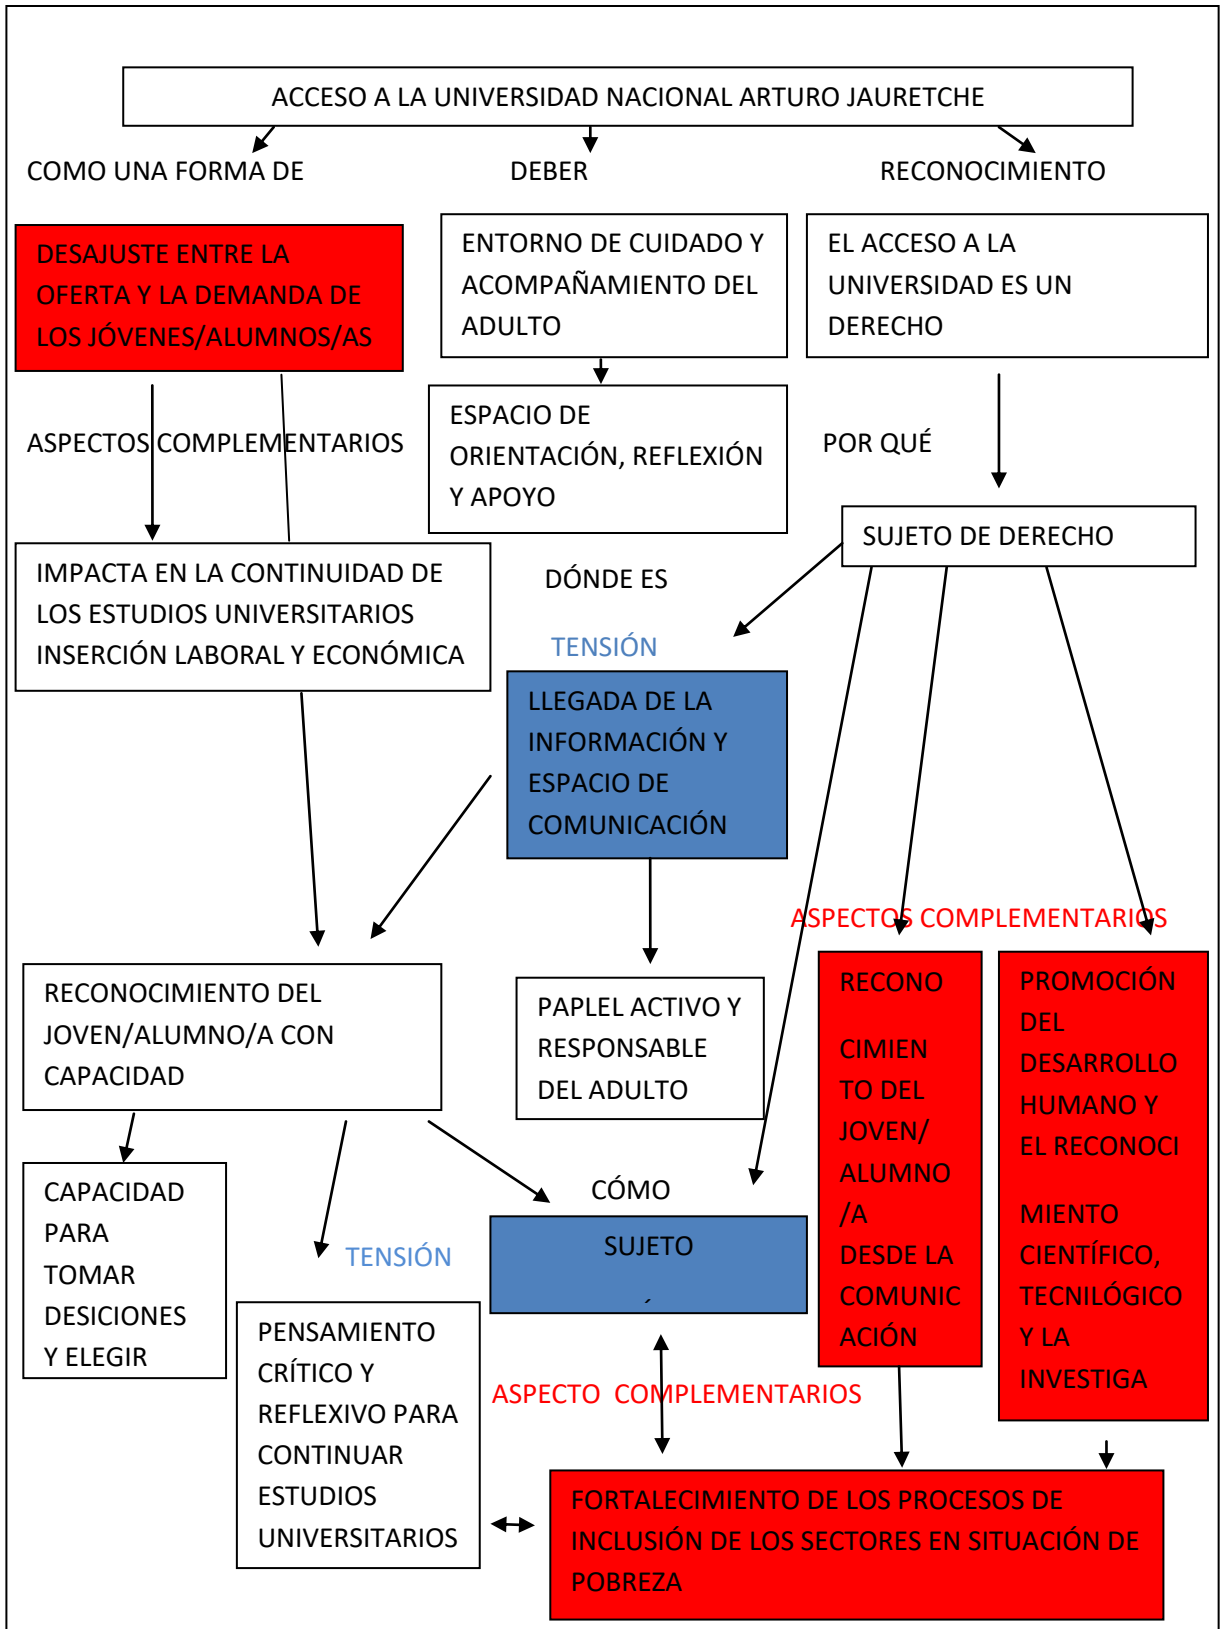 ACCESO A LA UNIVERSIDAD NACIONAL ARTURO JAURETCHE
COMO UNA FORMA DE
DEBER
RECONOCIMIENTO
DESAJUSTE ENTRE LA
OFERTA Y LA DEMANDA DE
LOS JÓVENES/ALUMNOS/AS
ENTORNO DE CUIDADO Y
ACOMPAÑAMIENTO DEL
ADULTO
EL ACCESO A LA
UNIVERSIDAD ES UN
DERECHO
ASPECTOS COMPLEMENTARIOS
ESPACIO DE
ORIENTACIÓN, REFLEXIÓN
Y APOYO
POR QUÉ
SUJETO DE DERECHO
IMPACTA EN LA CONTINUIDAD DE
LOS ESTUDIOS UNIVERSITARIOS
INSERCIÓN LABORAL Y ECONÓMICA
DÓNDE ES
TENSIÓN
LLEGADA DE LA
INFORMACIÓN Y
ESPACIO DE
COMUNICACIÓN
ASPECTOS COMPLEMENTARIOS
RECONOCIMIENTO DEL
JOVEN/ALUMNO/A CON
CAPACIDAD
PAPLEL ACTIVO Y
RESPONSABLE
DEL ADULTO
RECONO
CIMIEN
TO DEL
JOVEN/
ALUMNO
/A
DESDE LA
COMUNIC
ACIÓN
PROMOCIÓN
DEL
DESARROLLO
HUMANO Y
EL RECONOCI
MIENTO
CIENTÍFICO,
TECNILÓGICO
Y LA
INVESTIGA
CAPACIDAD
PARA
TOMAR
DESICIONES
Y ELEGIR
TENSIÓN
CÓMO
SUJETO
PENSAMIENTO
CRÍTICO Y
REFLEXIVO PARA
CONTINUAR
ESTUDIOS
UNIVERSITARIOS
ASPECTO COMPLEMENTARIOS
FORTALECIMIENTO DE LOS PROCESOS DE
INCLUSIÓN DE LOS SECTORES EN SITUACIÓN DE
POBREZA